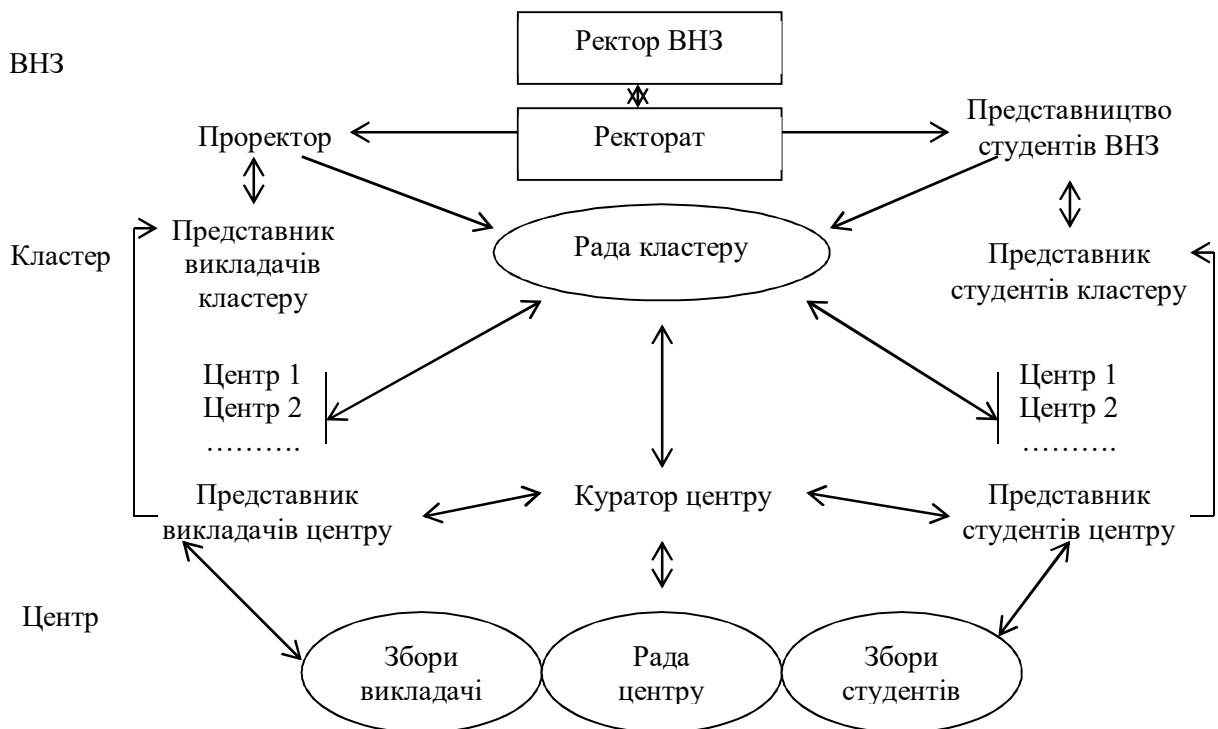 Ректор ВНЗ
ВНЗ
Представництво
студентів ВНЗ
Проректор
Ректорат
Представник
викладачів
кластеру
Кластер
Рада кластеру
Представник
студентів кластеру
Центр 1
Центр 2
……….
Центр 1
Центр 2
……….
Представник
викладачів центру
Куратор центру
Представник
студентів центру
Центр
Збори
викладачі
Рада
центру
Збори
студентів